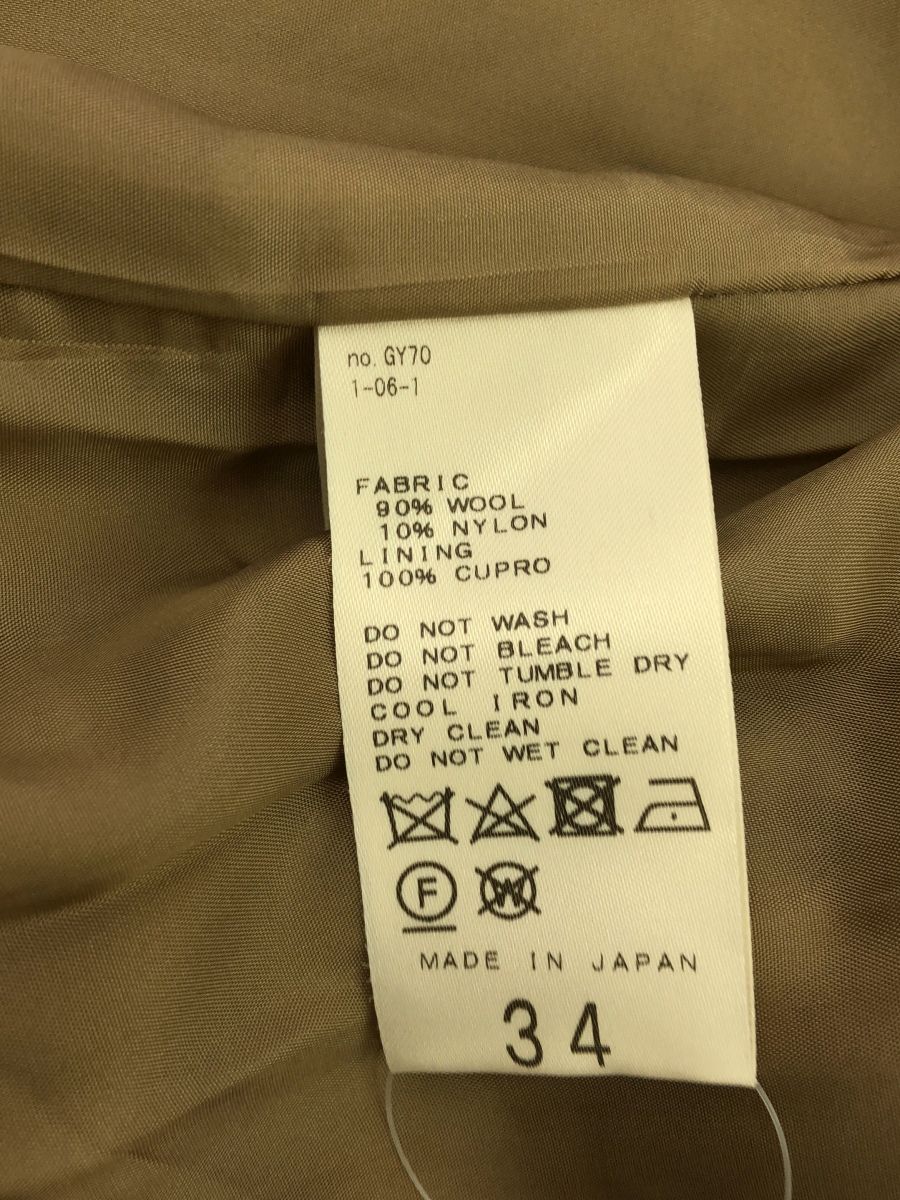 no. GY70
1-06-1
FABRIC
90% WOOL
10% NYLON
LINING
100% CUPRO
DO NOT WASH
DO NOT BLEACH
DO NOT TUMBLE DRY
COOL IRON
DRY CLEAN
DO NOT WET CLEAN
F W
MADE IN JAPAN
34